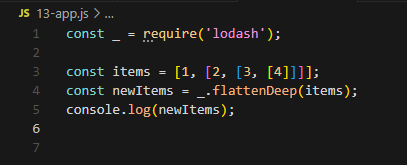 JS 13-app.js > ...
1 const _ = require('lodash');
2
3 const items = [1, [2, [3, [4]]]];
4 const newItems = _.flattenDeep(items);
5 console.log(newItems);
6
7